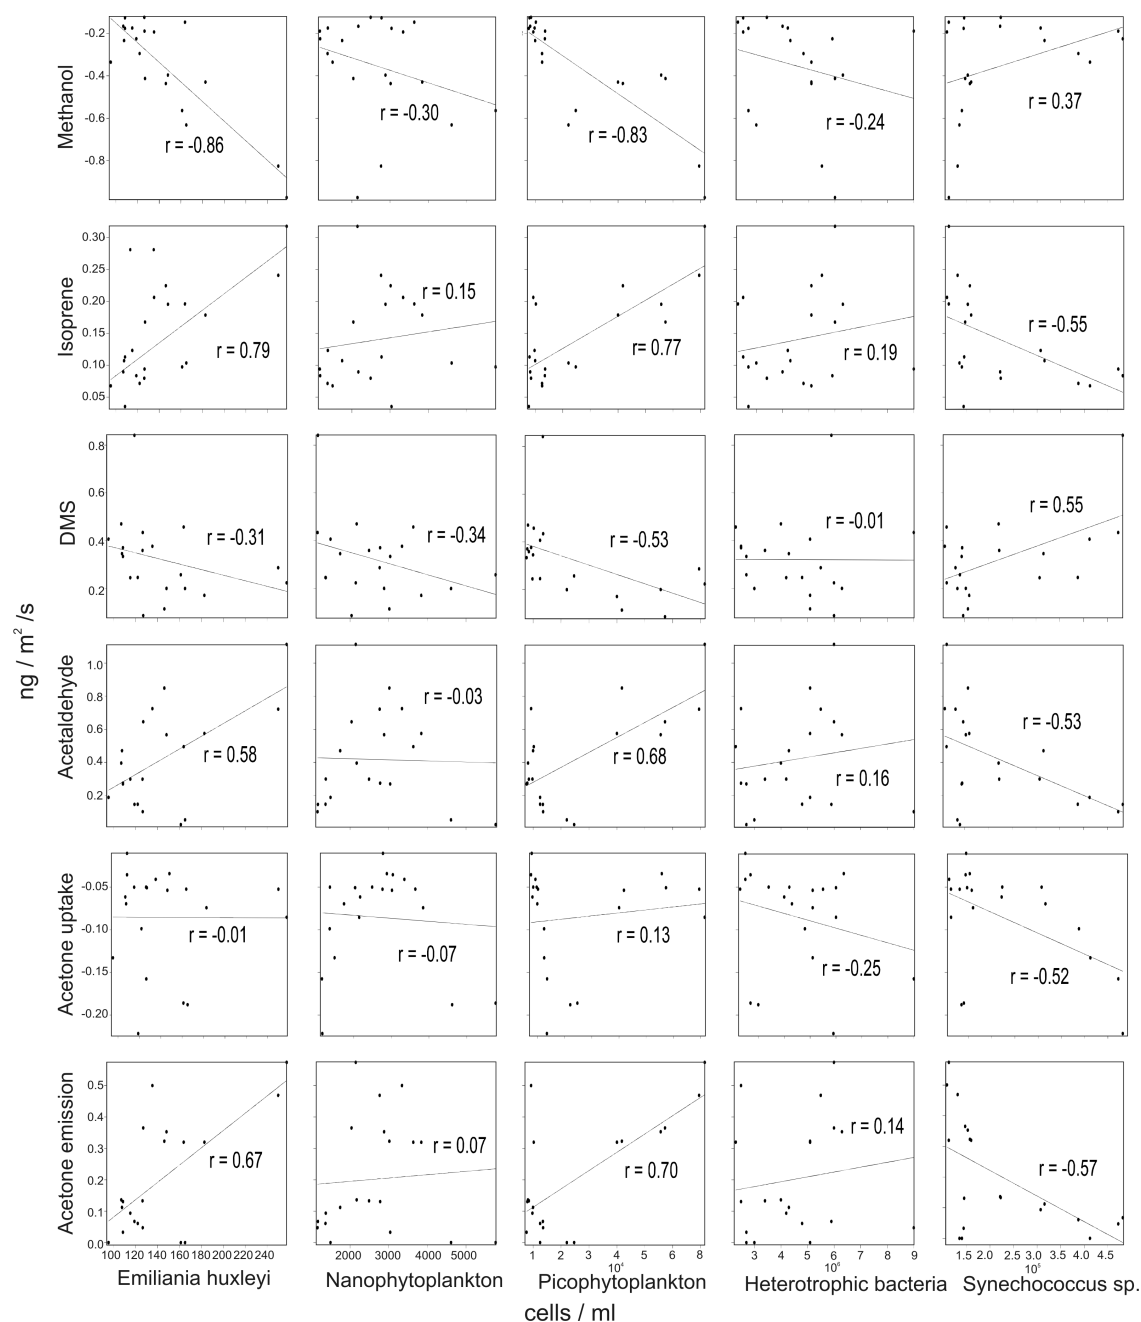 -0.2
-0.4
-0.6
-0.8
Methanol
r = -0.86
r = -0.30
r = -0.83
r = -0.24
r = 0.37
0.30
0.25
0.20
0.15
0.10
0.05
Isoprene
r = 0.79
r = 0.15
r= 0.77
r = 0.19
r = -0.55
0.8
0.6
0.4
0.2
DMS
r = -0.31
r = -0.34
r = -0.53
r = -0.01
r = 0.55
ng / m² /s
1.0
0.8
0.6
0.4
0.2
Acetaldehyde
r = 0.58
r = -0.03
r = 0.68
r = 0.16
r = -0.53
-0.05
-0.10
-0.15
-0.20
Acetone uptake
r = -0.01
r = -0.07
r = 0.13
r = -0.25
r = -0.52
0.5
0.4
0.3
0.2
0.1
0.0
Acetone emission
r = 0.67
r = 0.07
r = 0.70
r = 0.14
r = -0.57
100 120 140 160 180 200 220 240
2000 3000 4000 5000
1 2 4 6 8
10⁴
3 4 5 6 7 8 9
10⁶
1.5 2.0 2.5 3.0 3.5 4.0 4.5
10⁵
Emiliania huxleyi
Nanophytoplankton
Picophytoplankton
Heterotrophic bacteria
Synechococcus sp.
cells / ml